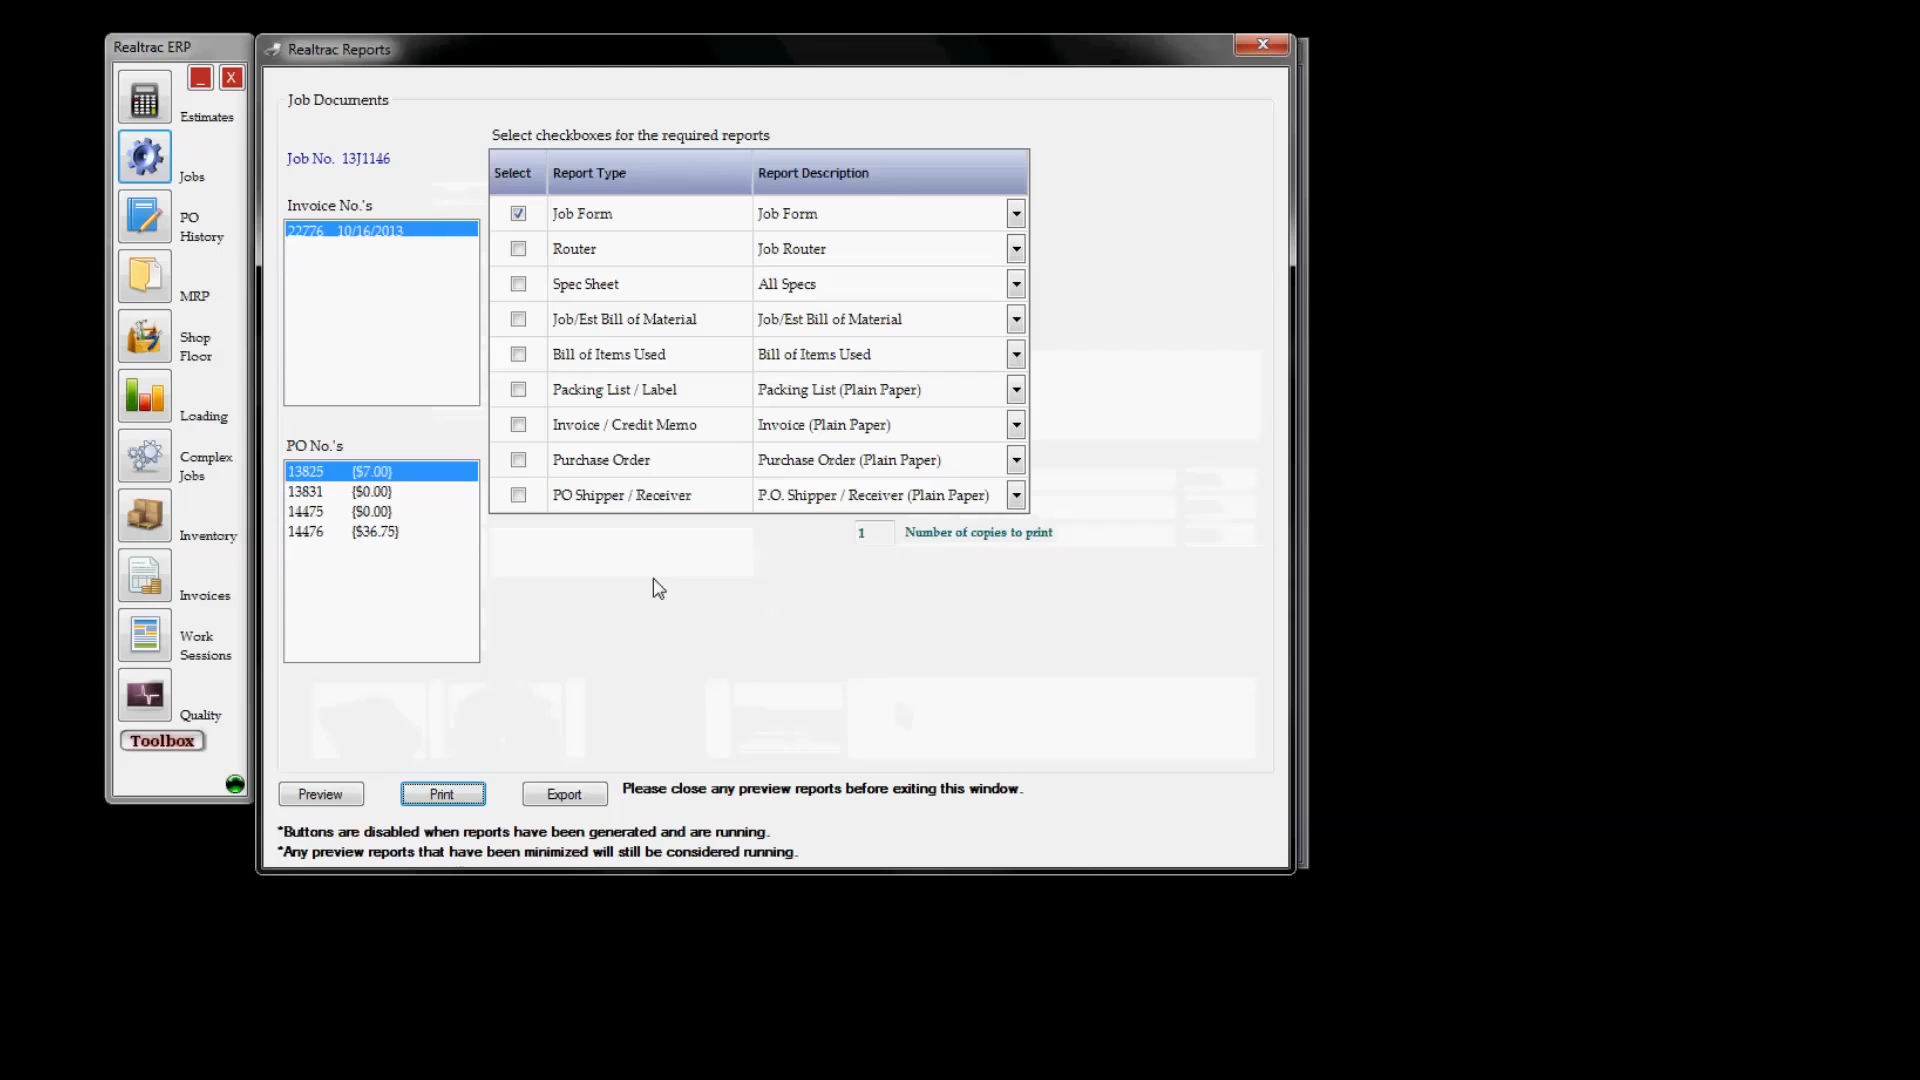 Realtrac ERP
_
X
Estimates
Jobs
PO
History
MRP
Shop
Floor
Loading
Complex
Jobs
Inventory
Invoices
Work
Sessions
Quality
Toolbox
Realtrac Reports
Job Documents
Job No. 13J1146
Invoice No.'s
22776 10/16/2013
PO No.'s
13825 {$7.00}
13831 {$0.00}
14475 {$0.00}
14476 {$36.75}
Select checkboxes for the required reports
Select Report Type Report Description
Job Form Job Form
Router Job Router
Spec Sheet All Specs
Job/Est Bill of Material Job/Est Bill of Material
Bill of Items Used Bill of Items Used
Packing List / Label Packing List (Plain Paper)
Invoice / Credit Memo Invoice (Plain Paper)
Purchase Order Purchase Order (Plain Paper)
PO Shipper / Receiver P.O. Shipper / Receiver (Plain Paper)
1 Number of copies to print
Preview Print Export Please close any preview reports before exiting this window.
*Buttons are disabled when reports have been generated and are running.
*Any preview reports that have been minimized will still be considered running.